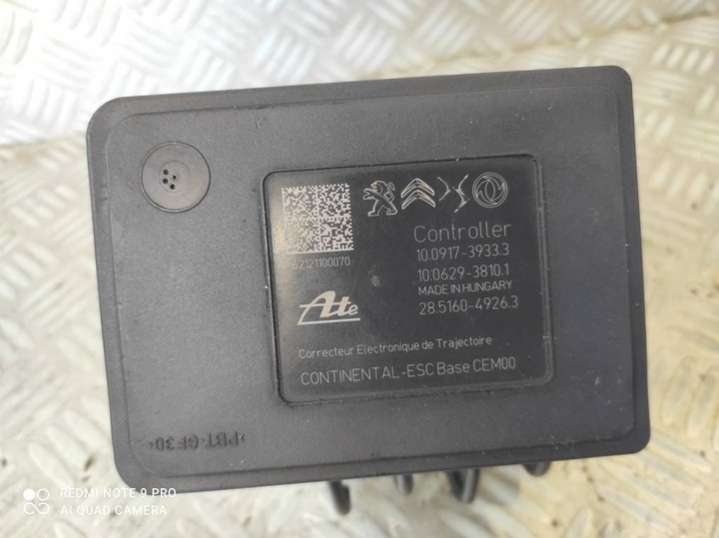 Controller
10.0917-3933.3
10.0629-3810.1
MADE IN HUNGARY
28.5160-4926.3
Ate
Correcteur Electronique de Trajectoire
CONTINENTAL-ESC Base CEM00
>PBT-GF30<
REDMI NOTE 9 PRO
AI QUAD CAMERA